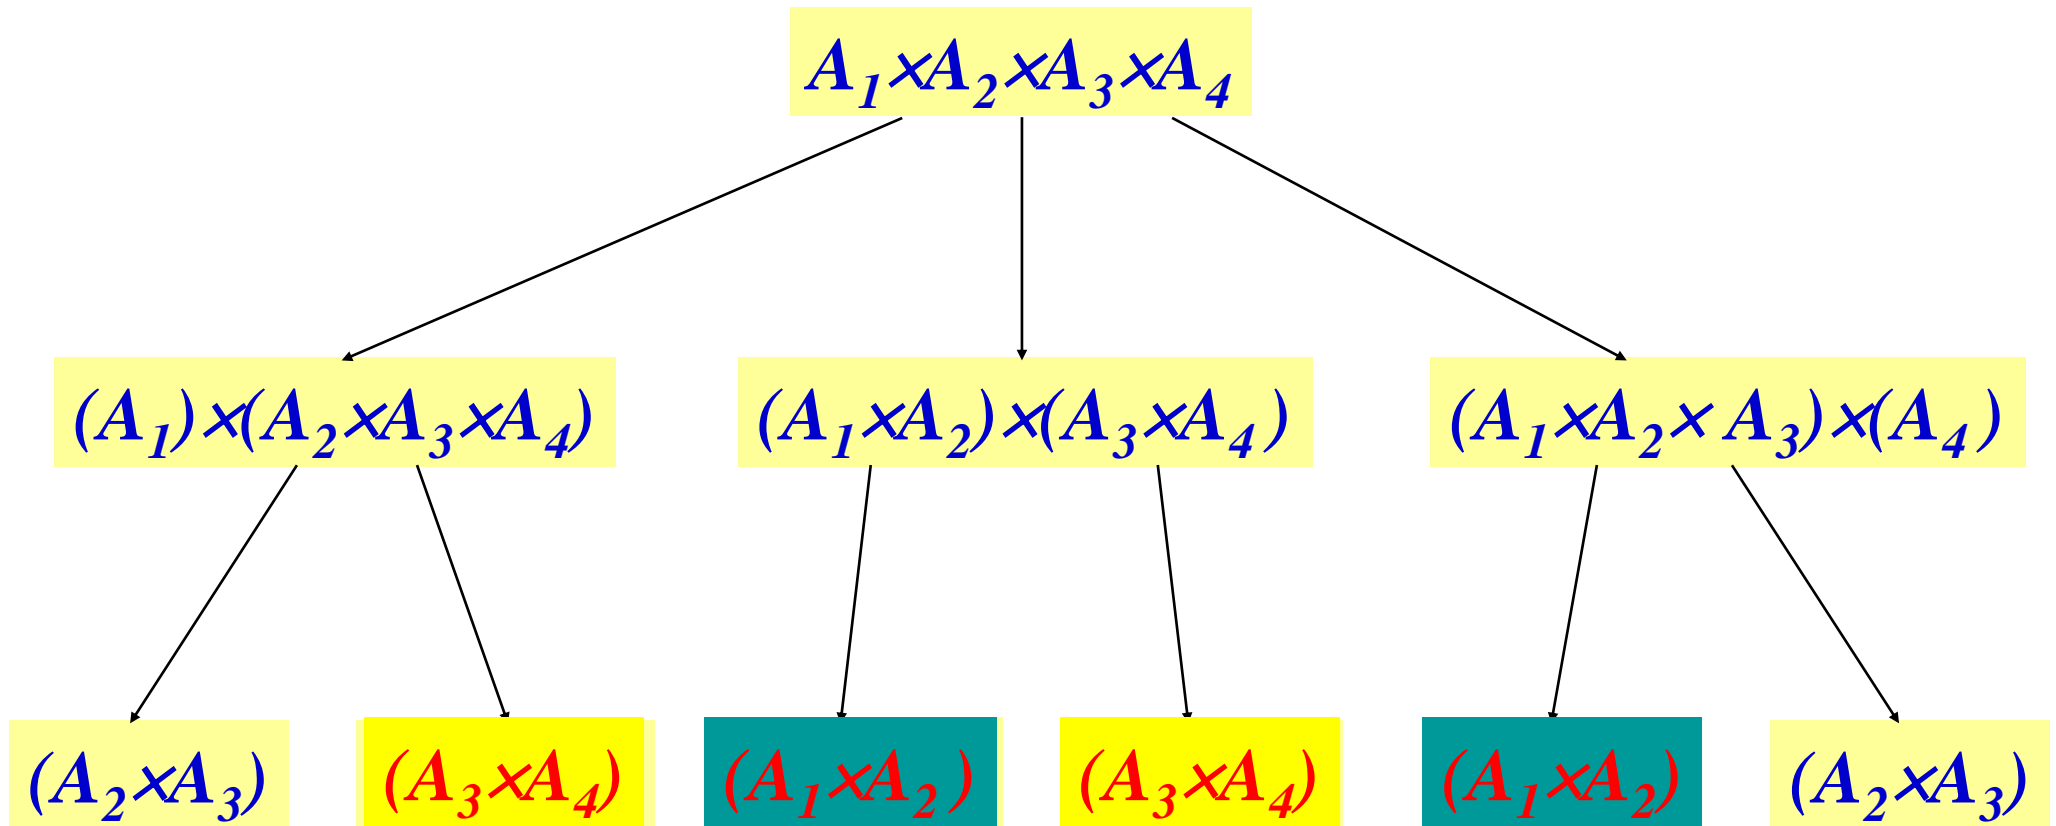 A₁×A₂×A₃×A₄
(A₁)×(A₂×A₃×A₄)
(A₁×A₂)×(A₃×A₄ )
(A₁×A₂× A₃)×(A₄ )
(A₂×A₃)
(A₃×A₄)
(A₁×A₂ )
(A₃×A₄)
(A₁×A₂)
(A₂×A₃)